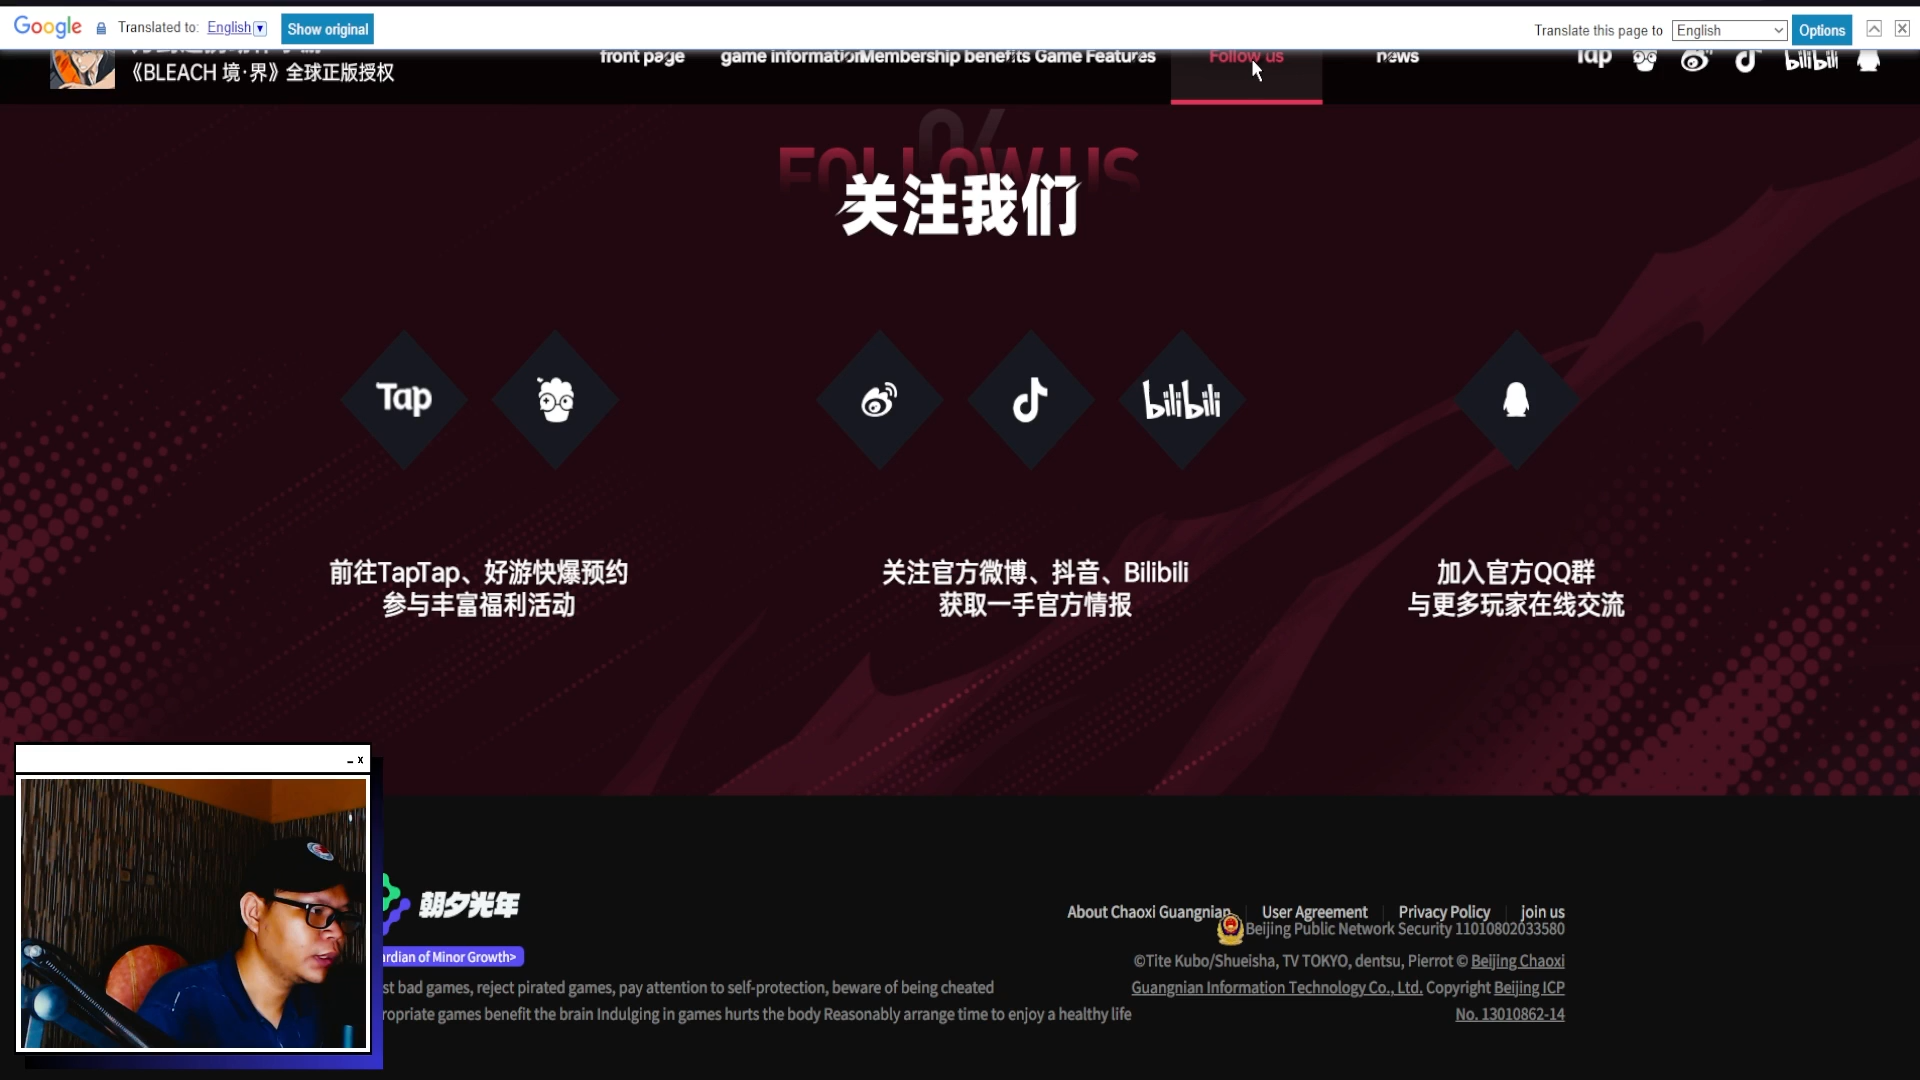 Google Translated to: English Show original Translate this page to English Options
《BLEACH 境·界》全球正版授权
front page game information Membership benefits Game Features Follow us news Tap bilibili
04
FOLLOW US
关注我们
Tap bilibili
前往TapTap、好游快爆预约
参与丰富福利活动
关注官方微博、抖音、Bilibili
获取一手官方情报
加入官方QQ群
与更多玩家在线交流
- x
朝夕光年
rdian of Minor Growth>
st bad games, reject pirated games, pay attention to self-protection, beware of being cheated
ropriate games benefit the brain Indulging in games hurts the body Reasonably arrange time to enjoy a healthy life
About Chaoxi Guangnian User Agreement Privacy Policy join us
Beijing Public Network Security 11010802033580
©Tite Kubo/Shueisha, TV TOKYO, dentsu, Pierrot © Beijing Chaoxi
Guangnian Information Technology Co., Ltd. Copyright Beijing ICP
No. 13010862-14